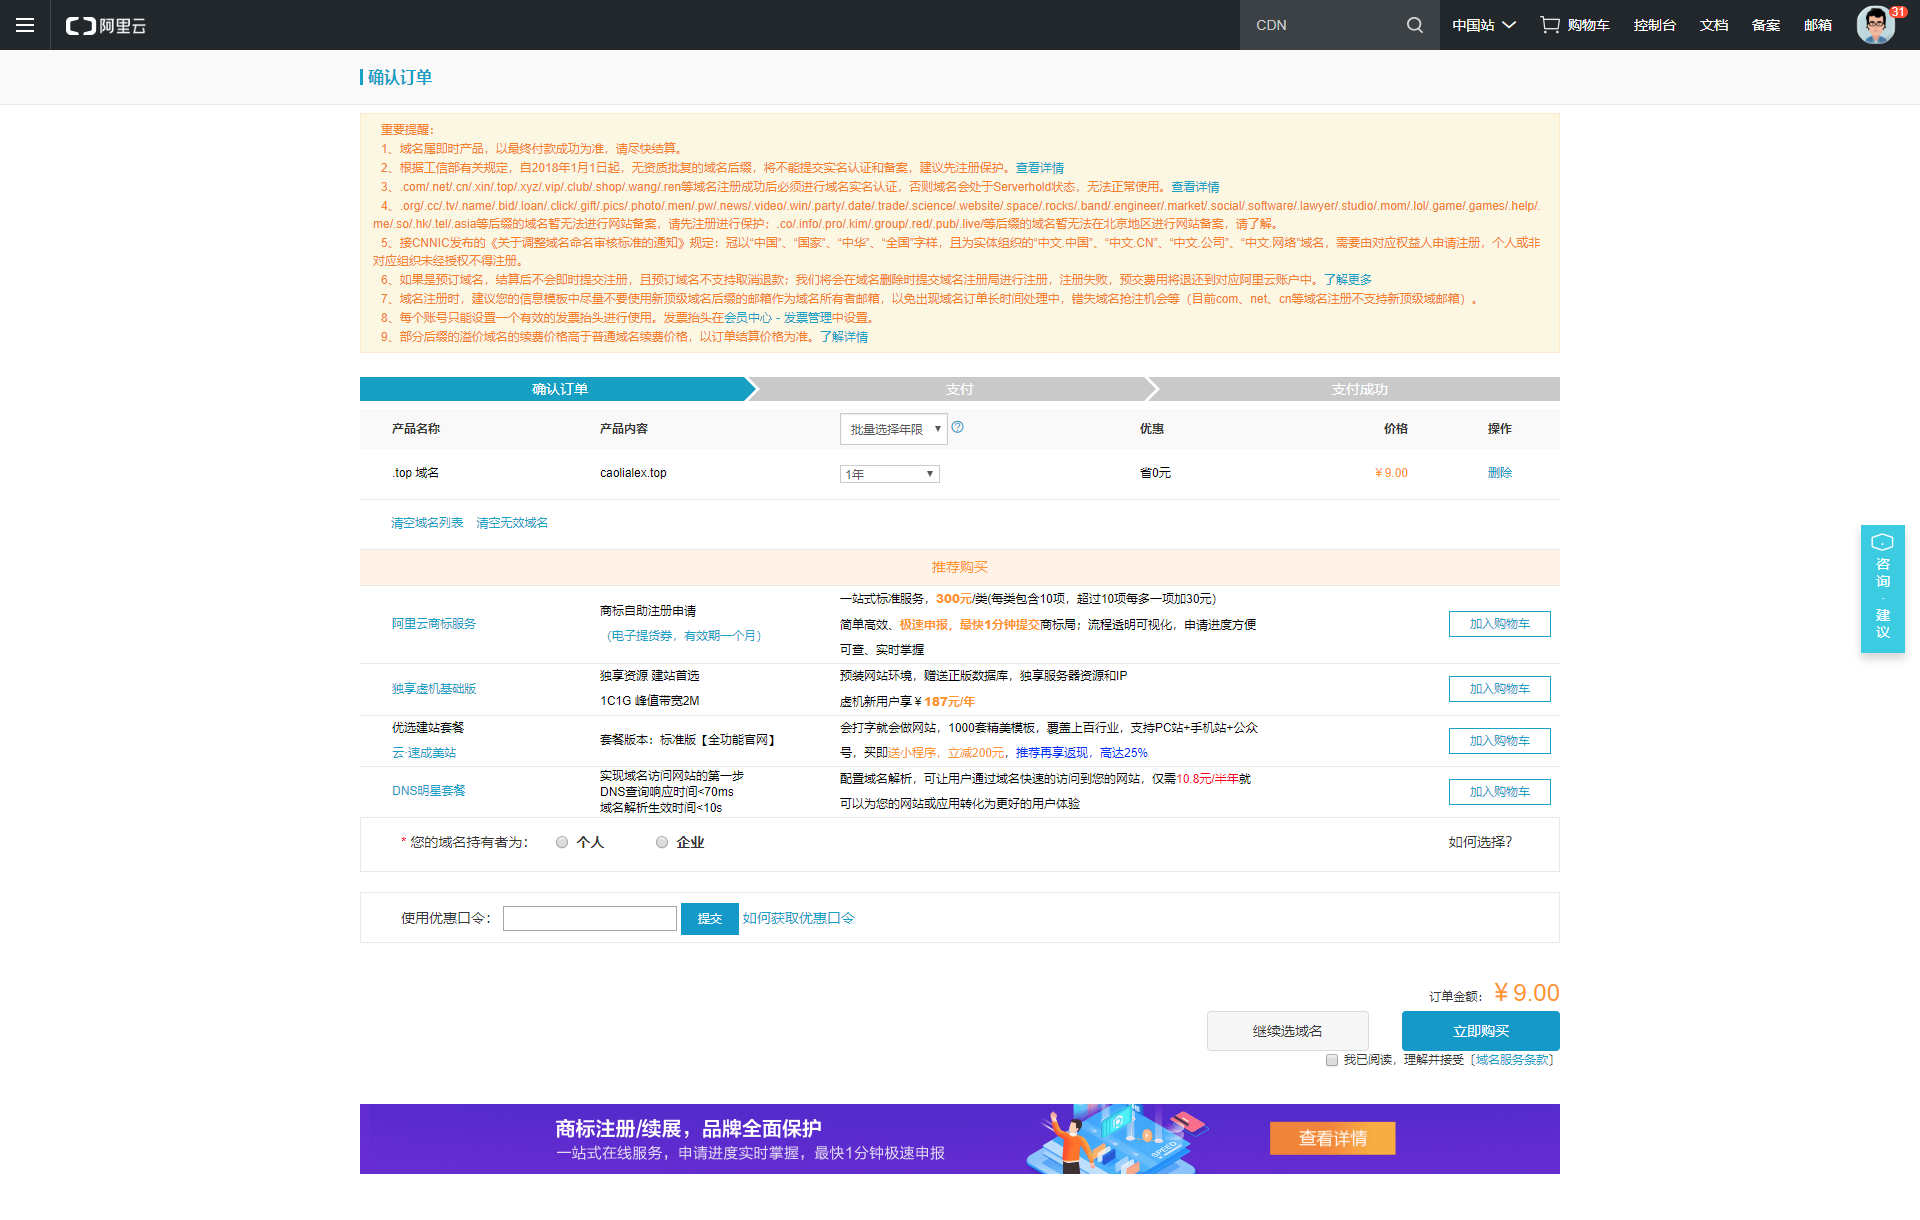 阿里云
CDN
中国站
购物车
控制台
文档
备案
邮箱
31
确认订单
重要提醒：
1、域名属即时产品，以最终付款成功为准，请尽快结算。
2、根据工信部有关规定，自2018年1月1日起，无资质批复的域名后缀，将不能提交实名认证和备案，建议先注册保护。查看详情
3、.com/.net/.cn/.xin/.top/.xyz/.vip/.club/.shop/.wang/.ren等域名注册成功后必须进行域名实名认证，否则域名会处于Serverhold状态，无法正常使用。查看详情
4、.org/.cc/.tv/.name/.bid/.loan/.click/.gift/.pics/.photo/.men/.pw/.news/.video/.win/.party/.date/.trade/.science/.website/.space/.rocks/.band/.engineer/.market/.social/.software/.lawyer/.studio/.mom/.lol/.game/.games/.help/.
me/.so/.hk/.tel/.asia等后缀的域名暂无法进行网站备案，请先注册进行保护；.co/.info/.pro/.kim/.group/.red/.pub/.live/等后缀的域名暂无法在北京地区进行网站备案，请了解。
5、接CNNIC发布的《关于调整域名命名审核标准的通知》规定：冠以“中国”、“国家”、“中华”、“全国”字样，且为实体组织的“中文.中国”、“中文.CN”、“中文.公司”、“中文.网络”域名，需要由对应权益人申请注册，个人或非
对应组织未经授权不得注册。
6、如果是预订域名，结算后不会即时提交注册，且预订域名不支持取消退款；我们将会在域名删除时提交域名注册局进行注册，注册失败，预交费用将退还到对应阿里云账户中。了解更多
7、域名注册时，建议您的信息模板中尽量不要使用新顶级域名后缀的邮箱作为域名所有者邮箱，以免出现域名订单长时间处理中，错失域名抢注机会等（目前com、net、cn等域名注册不支持新顶级域邮箱）。
8、每个账号只能设置一个有效的发票抬头进行使用。发票抬头在会员中心 - 发票管理中设置。
9、部分后缀的溢价域名的续费价格高于普通域名续费价格，以订单结算价格为准。了解详情
确认订单
支付
支付成功
产品名称
产品内容
批量选择年限
优惠
价格
操作
.top 域名
caolialex.top
1年
省0元
￥9.00
删除
清空域名列表
清空无效域名
推荐购买
阿里云商标服务
商标自助注册申请
（电子提货券，有效期一个月）
一站式标准服务，300元/类(每类包含10项，超过10项每多一项加30元)
简单高效、极速申报，最快1分钟提交商标局；流程透明可视化，申请进度方便
可查、实时掌握
加入购物车
独享虚机基础版
独享资源 建站首选
1C1G 峰值带宽2M
预装网站环境，赠送正版数据库，独享服务器资源和IP
虚机新用户享￥187元/年
加入购物车
优选建站套餐
云·速成美站
套餐版本：标准版【全功能官网】
会打字就会做网站，1000套精美模板，覆盖上百行业，支持PC站+手机站+公众
号，买即送小程序，立减200元，推荐再享返现，高达25%
加入购物车
DNS明星套餐
实现域名访问网站的第一步
DNS查询响应时间<70ms
域名解析生效时间<10s
配置域名解析，可让用户通过域名快速的访问到您的网站，仅需10.8元/半年就
可以为您的网站或应用转化为更好的用户体验
加入购物车
* 您的域名持有者为：
个人
企业
如何选择？
使用优惠口令：
提交
如何获取优惠口令
订单金额：￥9.00
继续选域名
立即购买
我已阅读，理解并接受〔域名服务条款〕
商标注册/续展，品牌全面保护
一站式在线服务，申请进度实时掌握，最快1分钟极速申报
SPEED
查看详情
咨询·建议